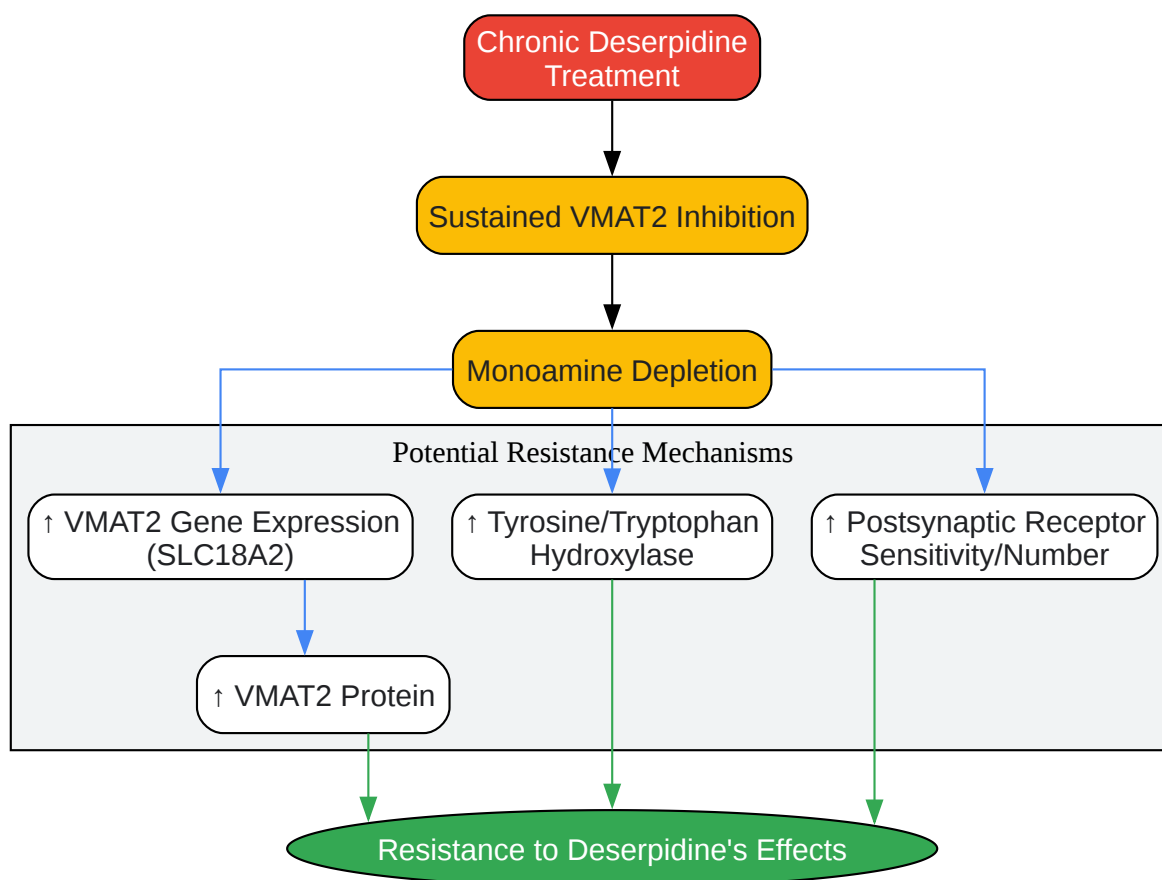 Chronic Deserpidine
Treatment
Sustained VMAT2 Inhibition
Monoamine Depletion
Potential Resistance Mechanisms
↑ VMAT2 Gene Expression
(SLC18A2)
↑ Tyrosine/Tryptophan
Hydroxylase
↑ Postsynaptic Receptor
Sensitivity/Number
↑ VMAT2 Protein
Resistance to Deserpidine's Effects